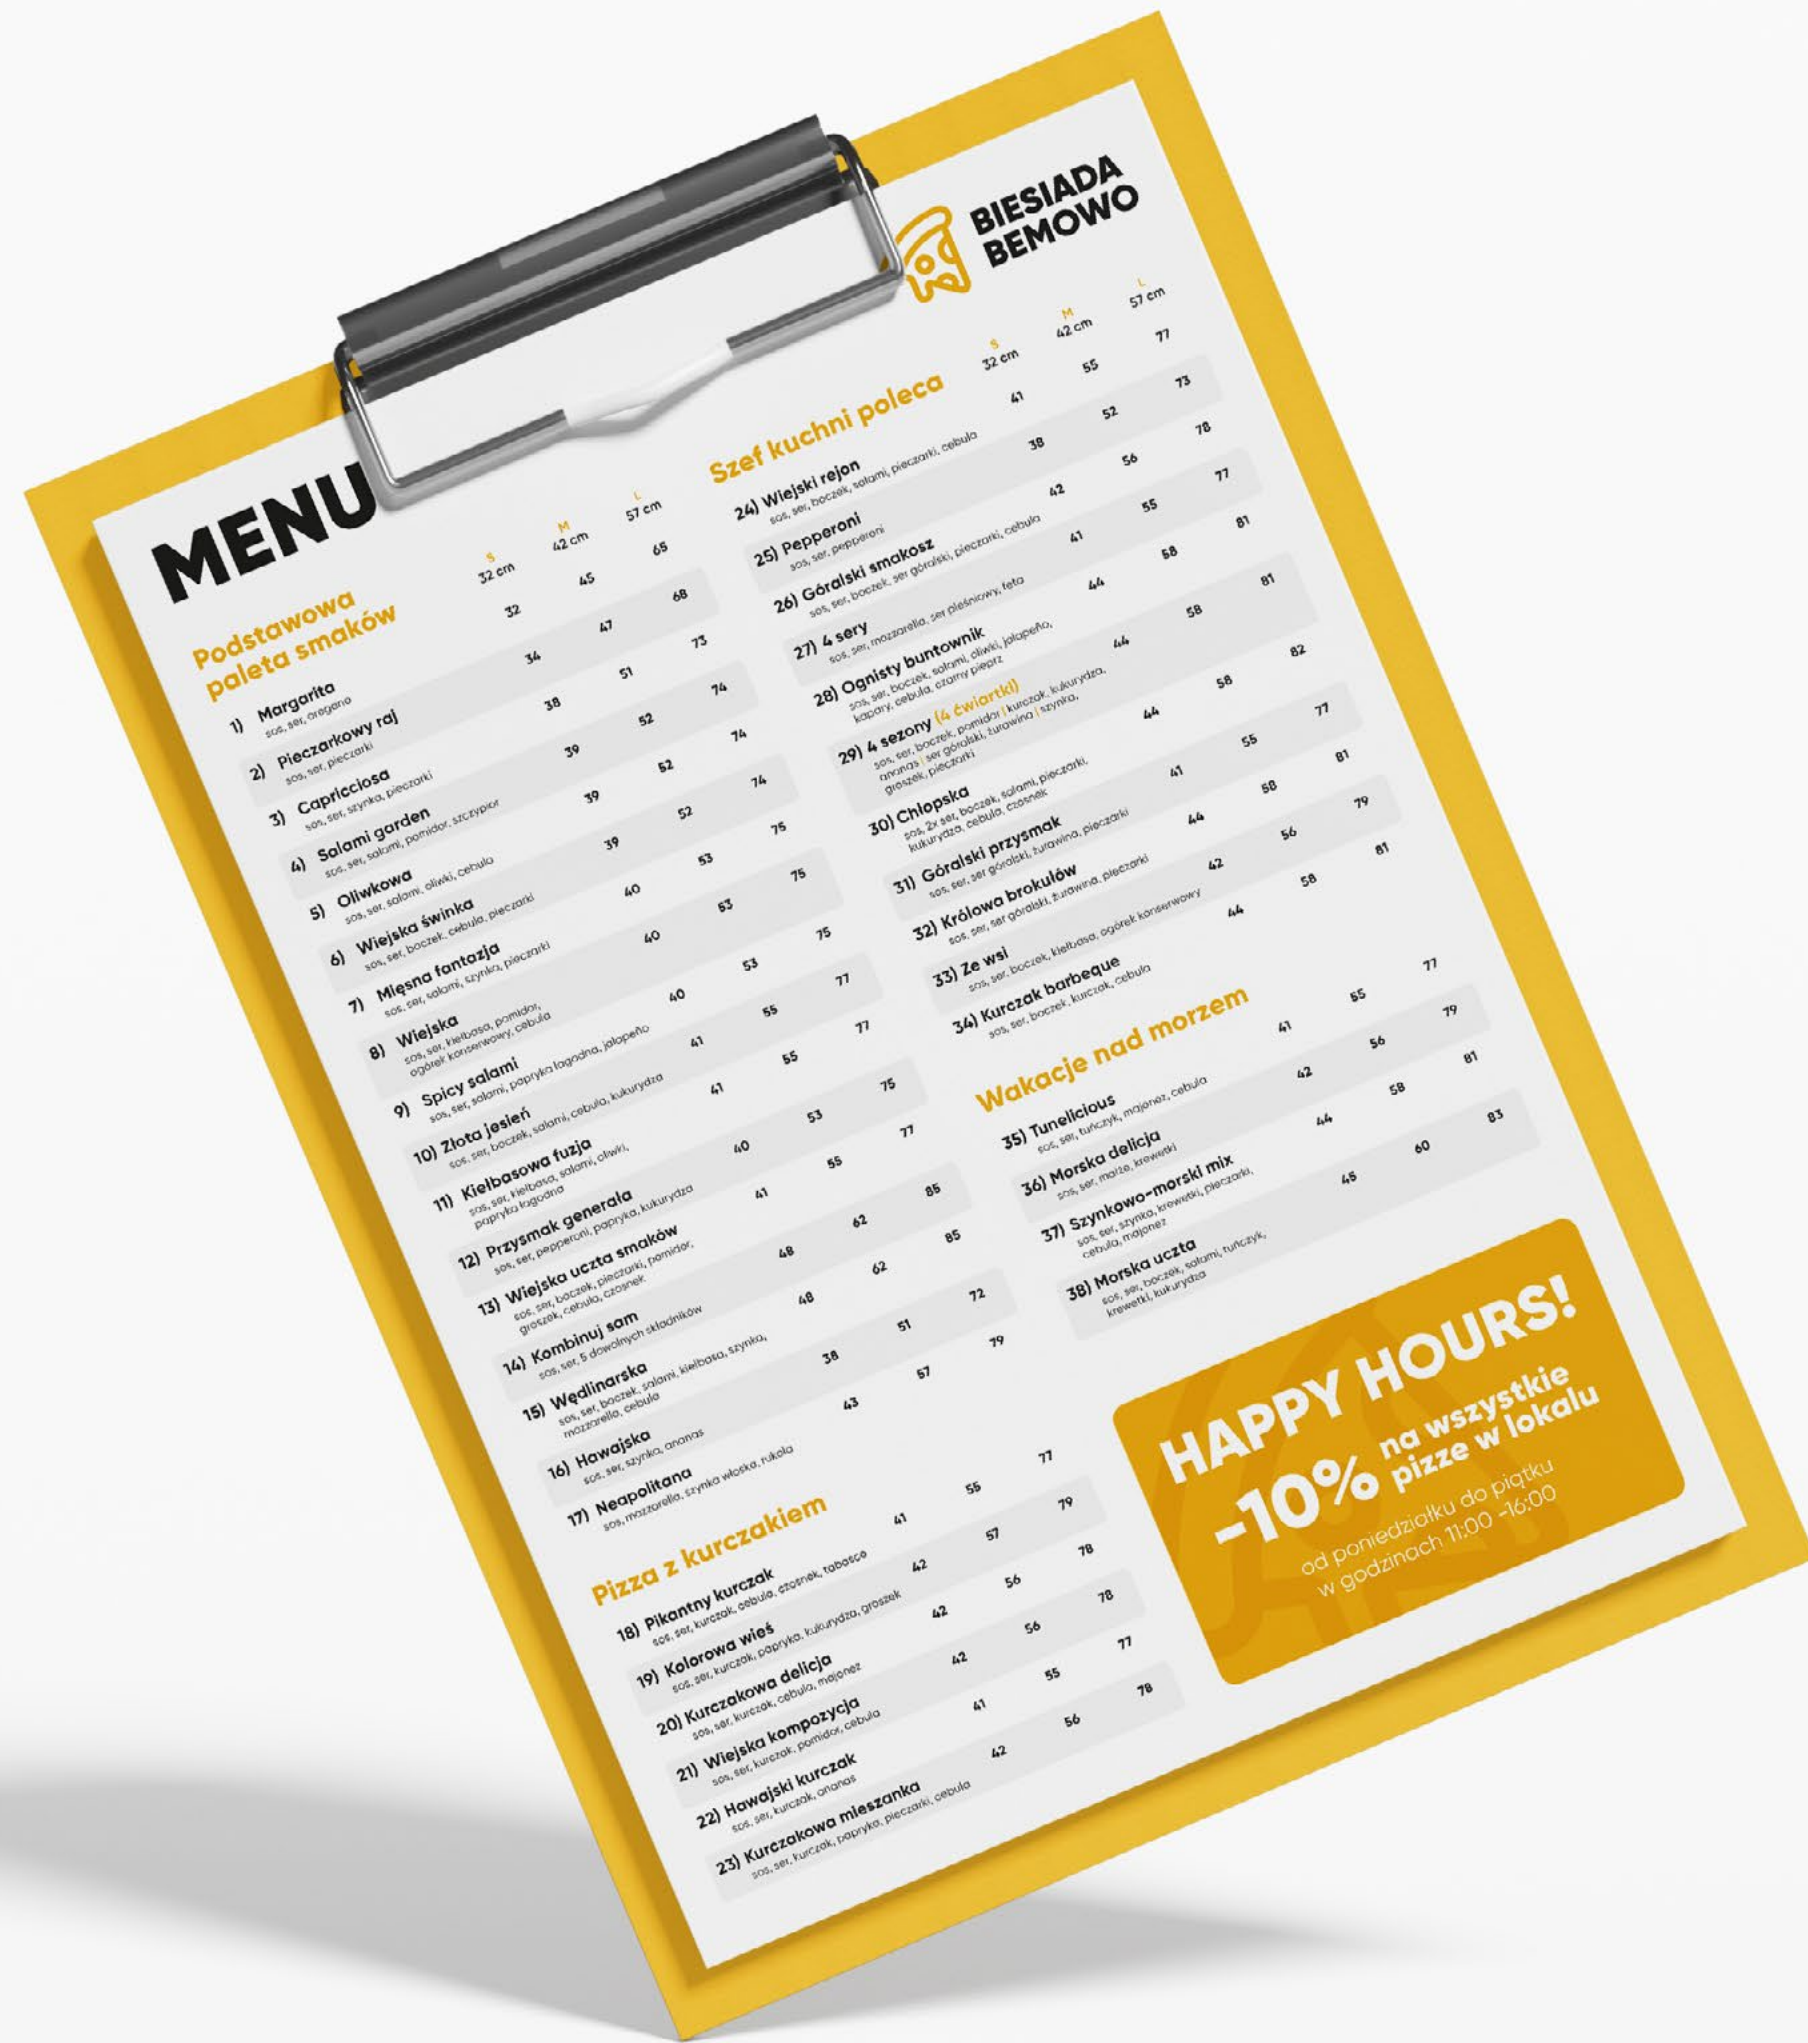 MENU
BIESIADA
BEMOWO
Podstawowa
paleta smaków
S M L
32 cm 42 cm 57 cm
1) Margarita 32 45 65
sos, ser, oregano
2) Pieczarkowy raj 34 47 68
sos, ser, pieczarki
3) Capricciosa 38 51 73
sos, ser, szynka, pieczarki
4) Salami garden 39 52 74
sos, ser, salami, pomidor, szczypior
5) Oliwkowa 39 52 74
sos, ser, salami, oliwki, cebula
6) Wiejska świnka 39 52 74
sos, ser, boczek, cebula, pieczarki
7) Mięsna fantazja 40 53 75
sos, ser, salami, szynka, pieczarki
8) Wiejska 40 53 75
sos, ser, kiełbasa, pomidor,
ogórek konserwowy, cebula
9) Spicy salami 40 53 75
sos, ser, salami, papryka łagodna, jalapeño
10) Złota jesień 41 55 77
sos, ser, boczek, salami, cebula, kukurydza
11) Kiełbasowa fuzja 41 55 77
sos, ser, kiełbasa, salami, oliwki,
papryka łagodna
12) Przysmak generała 40 53 75
sos, ser, pepperoni, papryka, kukurydza
13) Wiejska uczta smaków 41 55 77
sos, ser, boczek, pieczarki, pomidor,
groszek, cebula, czosnek
14) Kombinuj sam 48 62 85
sos, ser, 5 dowolnych składników
15) Wędlinarska 48 62 85
sos, ser, boczek, salami, kiełbasa, szynka,
mozzarella, cebula
16) Hawajska 38 51 72
sos, ser, szynka, ananas
17) Neapolitana 43 57 79
sos, mozzarella, szynka włoska, rukola
Pizza z kurczakiem
18) Pikantny kurczak 41 55 77
sos, ser, kurczak, cebula, czosnek, tabasco
19) Kolorowa wieś 42 57 79
sos, ser, kurczak, papryka, kukurydza, groszek
20) Kurczakowa delicja 42 56 78
sos, ser, kurczak, cebula, majonez
21) Wiejska kompozycja 42 56 78
sos, ser, kurczak, pomidor, cebula
22) Hawajski kurczak 41 55 77
sos, ser, kurczak, ananas
23) Kurczakowa mieszanka 42 56 78
sos, ser, kurczak, papryka, pieczarki, cebula
Szef kuchni poleca
S M L
32 cm 42 cm 57 cm
24) Wiejski rejon 41 55 77
sos, ser, boczek, salami, pieczarki, cebula
25) Pepperoni 38 52 73
sos, ser, pepperoni
26) Góralski smakosz 42 56 78
sos, ser, boczek, ser góralski, pieczarki, cebula
27) 4 sery 41 55 77
sos, ser, mozzarella, ser pleśniowy, feta
28) Ognisty buntownik 44 58 81
sos, ser, boczek, salami, oliwki, jalapeño,
kapary, cebula, czarny pieprz
29) 4 sezony (4 ćwiartki) 44 58 81
sos, ser, boczek, pomidor | kurczak, kukurydza,
ananas | ser góralski, żurawina | szynka,
groszek, pieczarki
30) Chłopska 44 58 82
sos, 2x ser, boczek, salami, pieczarki,
kukurydza, cebula, czosnek
31) Góralski przysmak 41 55 77
sos, ser, ser góralski, żurawina, pieczarki
32) Królowa brokułów 44 58 81
sos, ser, ser góralski, żurawina, pieczarki
33) Ze wsi 42 56 79
sos, ser, boczek, kiełbasa, ogórek konserwowy
34) Kurczak barbeque 44 58 81
sos, ser, boczek, kurczak, cebula
Wakacje nad morzem
35) Tunelicious 41 55 77
sos, ser, tuńczyk, majonez, cebula
36) Morska delicja 42 56 79
sos, ser, małże, krewetki
37) Szynkowo-morski mix 44 58 81
sos, ser, szynka, krewetki, pieczarki,
cebula, majonez
38) Morska uczta 45 60 83
sos, ser, boczek, salami, tuńczyk,
krewetki, kukurydza
HAPPY HOURS!
-10% na wszystkie
pizze w lokalu
od poniedziałku do piątku
w godzinach 11:00 -16:00